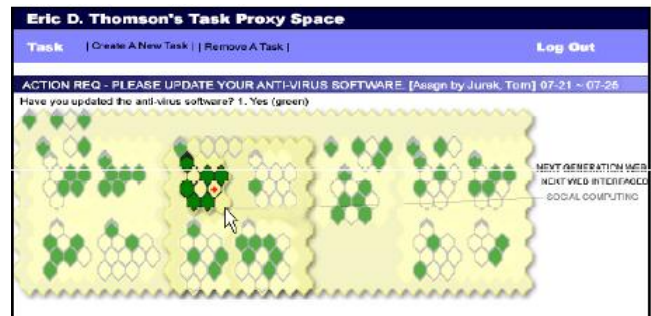 Eric D. Thomson's Task Proxy Space
Task | Create A New Task | | Remove A Task | Log Out
ACTION REQ - PLEASE UPDATE YOUR ANTI-VIRUS SOFTWARE. [Assgn by Jurek, Tom] 07-21 ~ 07-25
Have you updated the anti-virus software? 1. Yes (green)
NEXT GENERATION WEB
NEXT WEB INTERFACES
SOCIAL COMPUTING